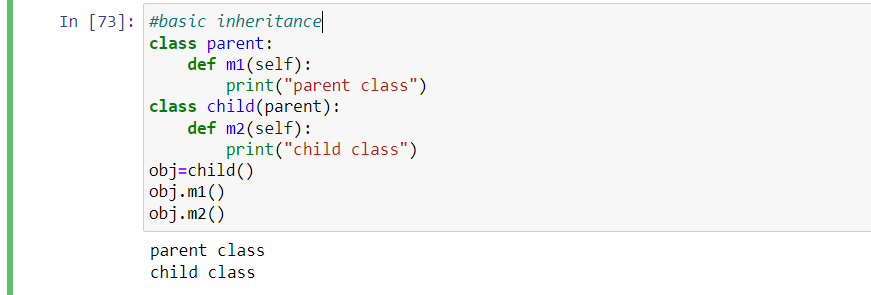 In [73]: #basic inheritance
class parent:
    def m1(self):
        print("parent class")
class child(parent):
    def m2(self):
        print("child class")
obj=child()
obj.m1()
obj.m2()
parent class
child class